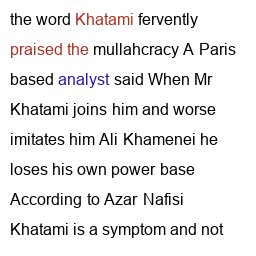 the word Khatami fervently
praised the mullahcracy A Paris
based analyst said When Mr
Khatami joins him and worse
imitates him Ali Khamenei he
loses his own power base
According to Azar Nafisi
Khatami is a symptom and not